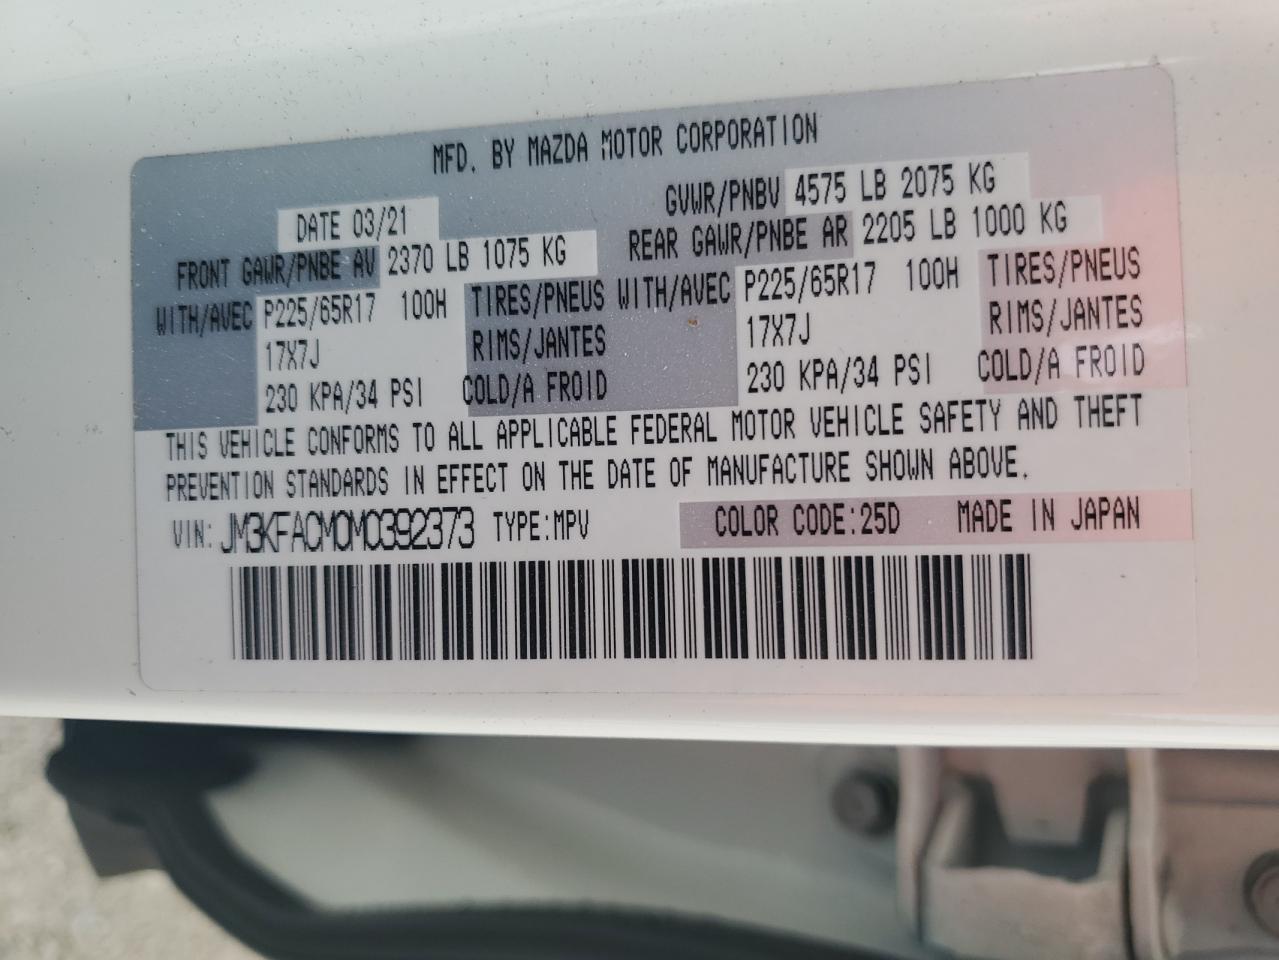 MFD. BY MAZDA MOTOR CORPORATION
DATE 03/21 GVWR/PNBV 4575 LB 2075 KG
FRONT GAWR/PNBE AV 2370 LB 1075 KG REAR GAWR/PNBE AR 2205 LB 1000 KG
WITH/AVEC P225/65R17 100H TIRES/PNEUS WITH/AVEC P225/65R17 100H TIRES/PNEUS
17X7J RIMS/JANTES 17X7J RIMS/JANTES
230 KPA/34 PSI COLD/A FROID 230 KPA/34 PSI COLD/A FROID
THIS VEHICLE CONFORMS TO ALL APPLICABLE FEDERAL MOTOR VEHICLE SAFETY AND THEFT
PREVENTION STANDARDS IN EFFECT ON THE DATE OF MANUFACTURE SHOWN ABOVE.
VIN: JM3KFACM0M0392373 TYPE:MPV COLOR CODE:25D MADE IN JAPAN